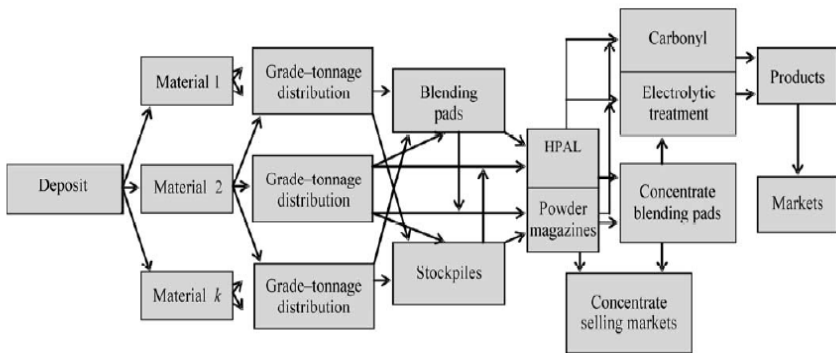 Deposit
Material 1
Material 2
Material k
Grade–tonnage
distribution
Grade–tonnage
distribution
Grade–tonnage
distribution
Blending
pads
Stockpiles
HPAL
Powder
magazines
Carbonyl
Electrolytic
treatment
Concentrate
blending pads
Concentrate
selling markets
Products
Markets